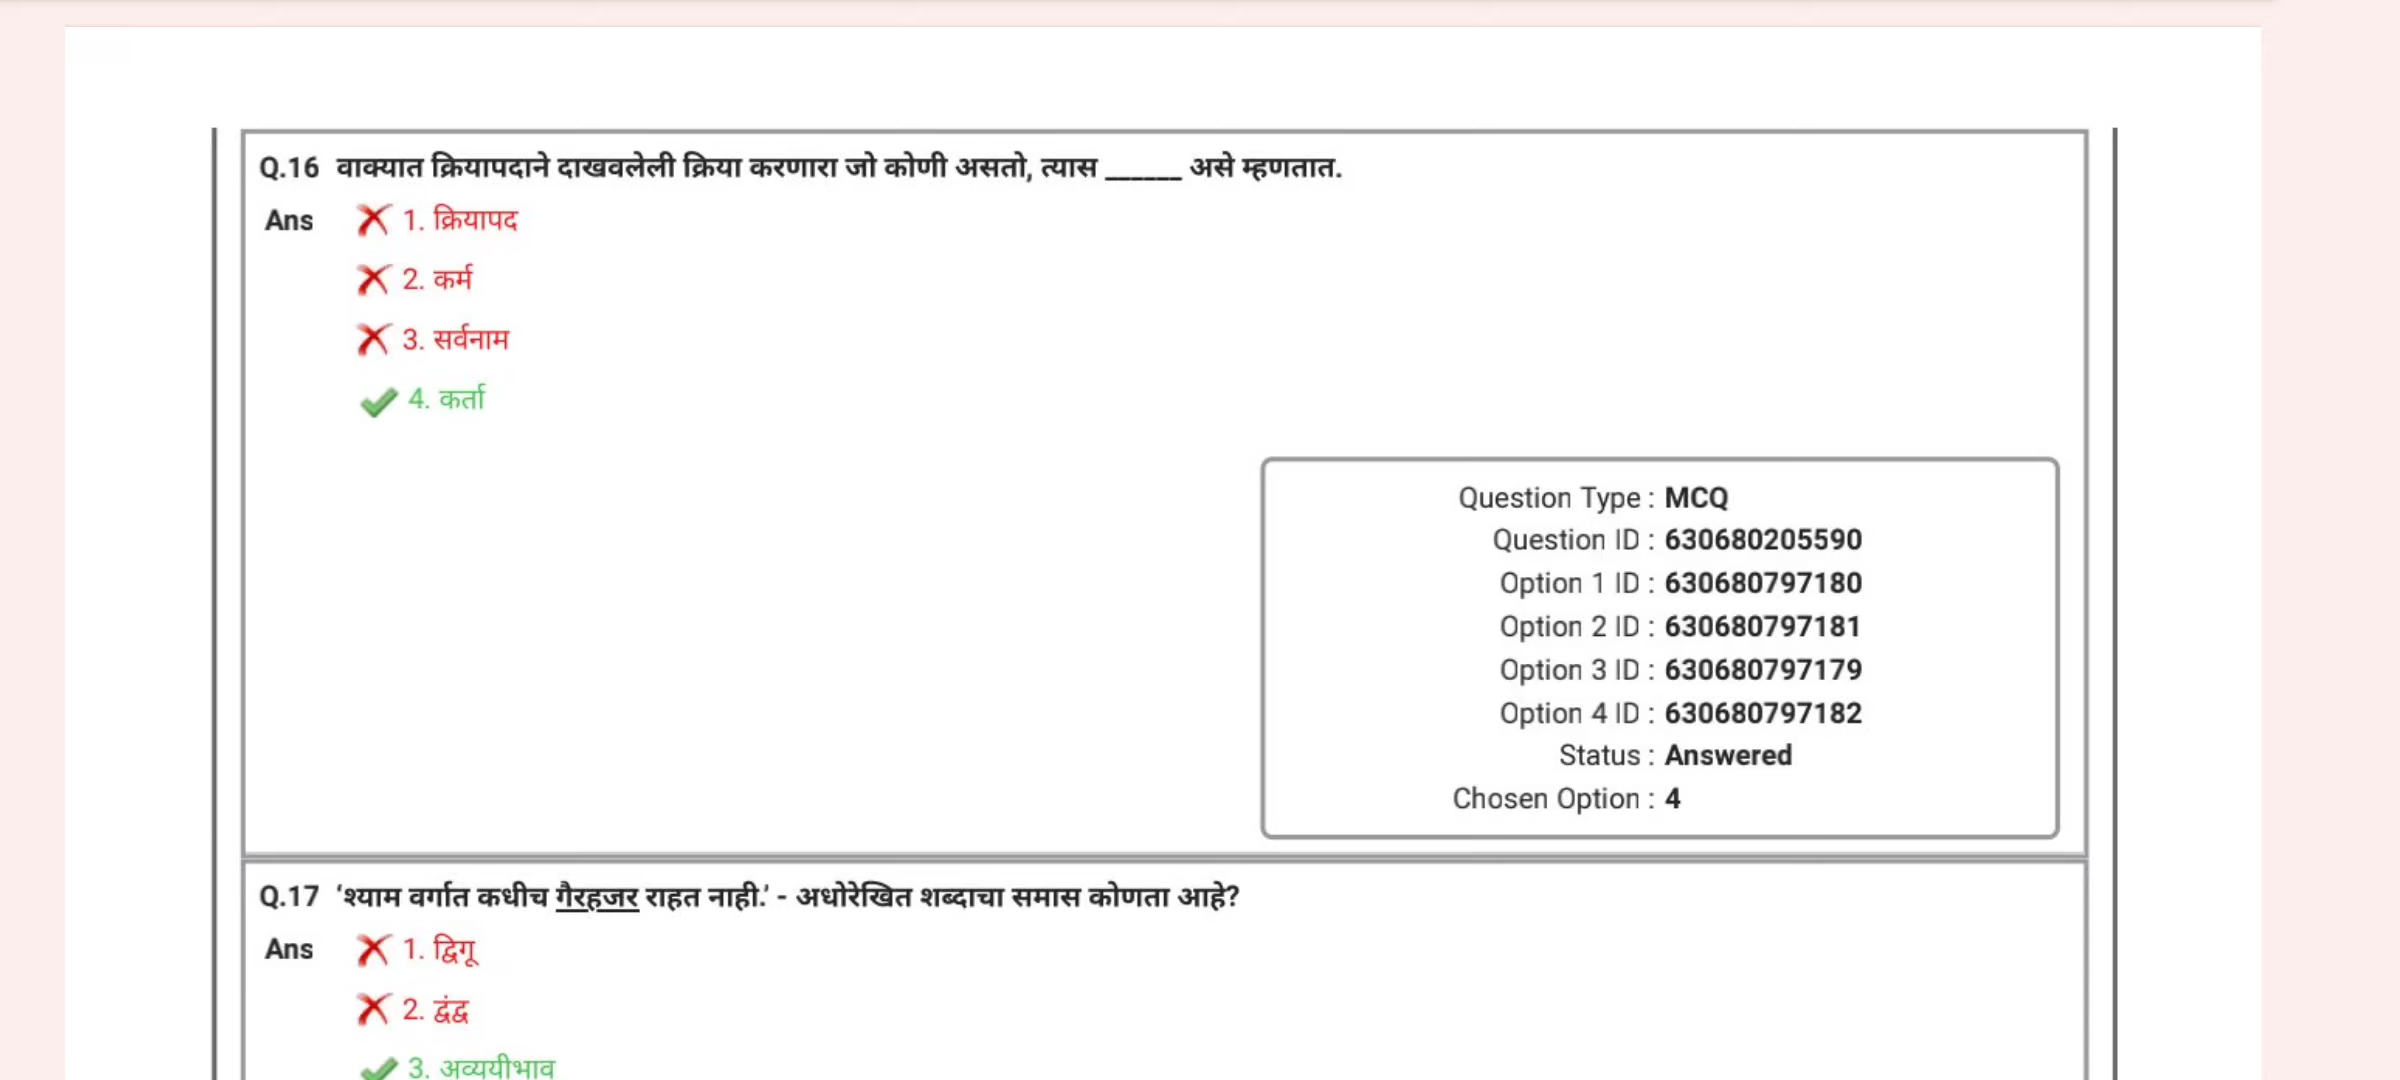 Q.16 वाक्यात क्रियापदाने दाखवलेली क्रिया करणारा जो कोणी असतो, त्यास ______ असे म्हणतात.
Ans 1. क्रियापद
2. कर्म
3. सर्वनाम
4. कर्ता
Question Type : MCQ
Question ID : 630680205590
Option 1 ID : 630680797180
Option 2 ID : 630680797181
Option 3 ID : 630680797179
Option 4 ID : 630680797182
Status : Answered
Chosen Option : 4
Q.17 ‘श्याम वर्गात कधीच गैरहजर राहत नाही.’ - अधोरेखित शब्दाचा समास कोणता आहे?
Ans 1. द्विगू
2. द्वंद्व
3. अव्ययीभाव